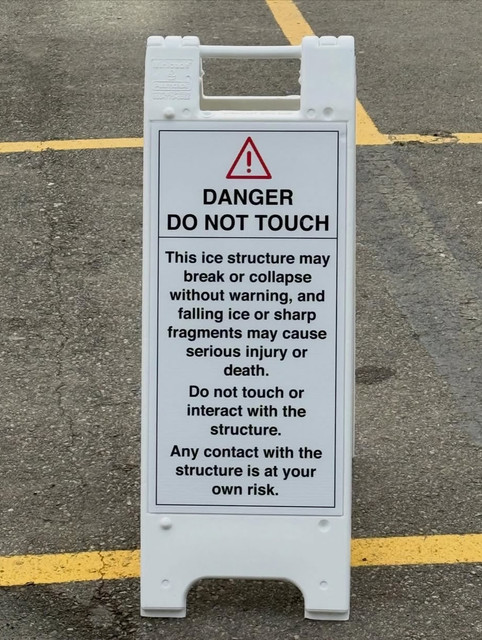 DANGER
DO NOT TOUCH
This ice structure may
break or collapse
without warning, and
falling ice or sharp
fragments may cause
serious injury or
death.
Do not touch or
interact with the
structure.
Any contact with the
structure is at your
own risk.